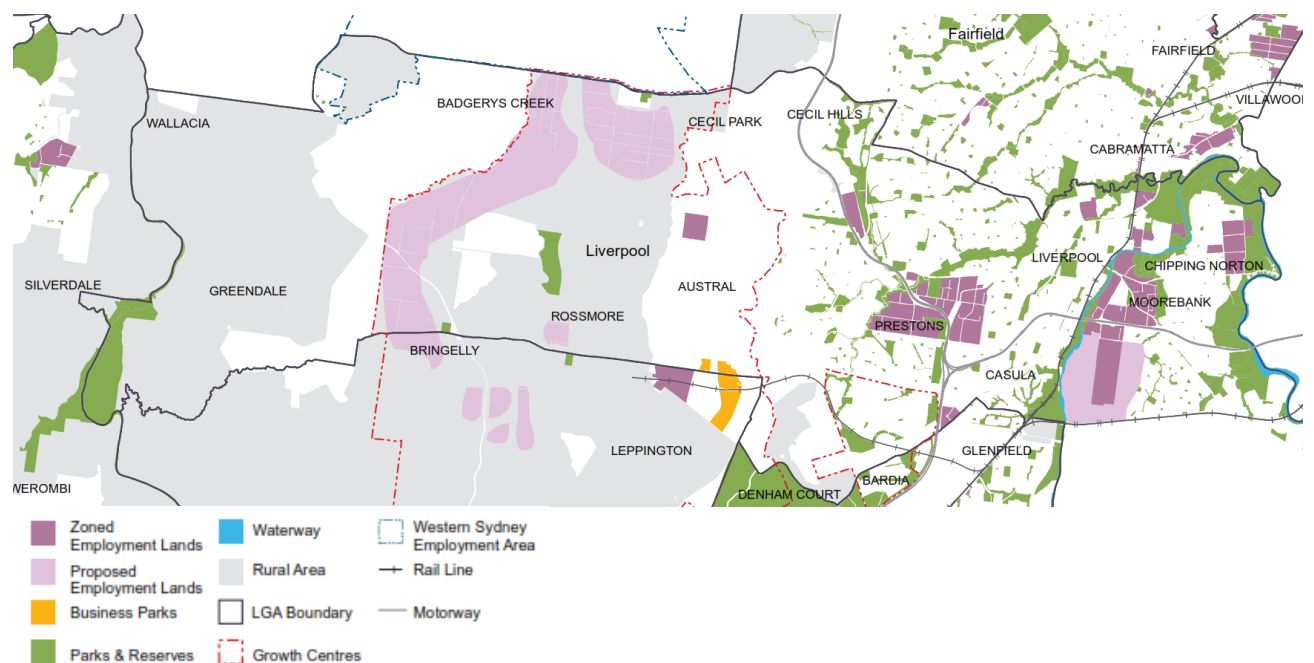 Fairfield
FAIRFIELD
VILLAWOOD
BADGERYS CREEK
WALLACIA
CECIL PARK
CECIL HILLS
CABRAMATTA
Liverpool
LIVERPOOL
CHIPPING NORTON
SILVERDALE
GREENDALE
AUSTRAL
MOOREBANK
ROSSMORE
PRESTONS
BRINGELLY
CASULA
LEPPINGTON
GLENFIELD
WEROMBI
DENHAM COURT
BARDIA
Zoned
Employment Lands
Waterway
Western Sydney
Employment Area
Proposed
Employment Lands
Rural Area
Rail Line
Business Parks
LGA Boundary
Motorway
Parks & Reserves
Growth Centres